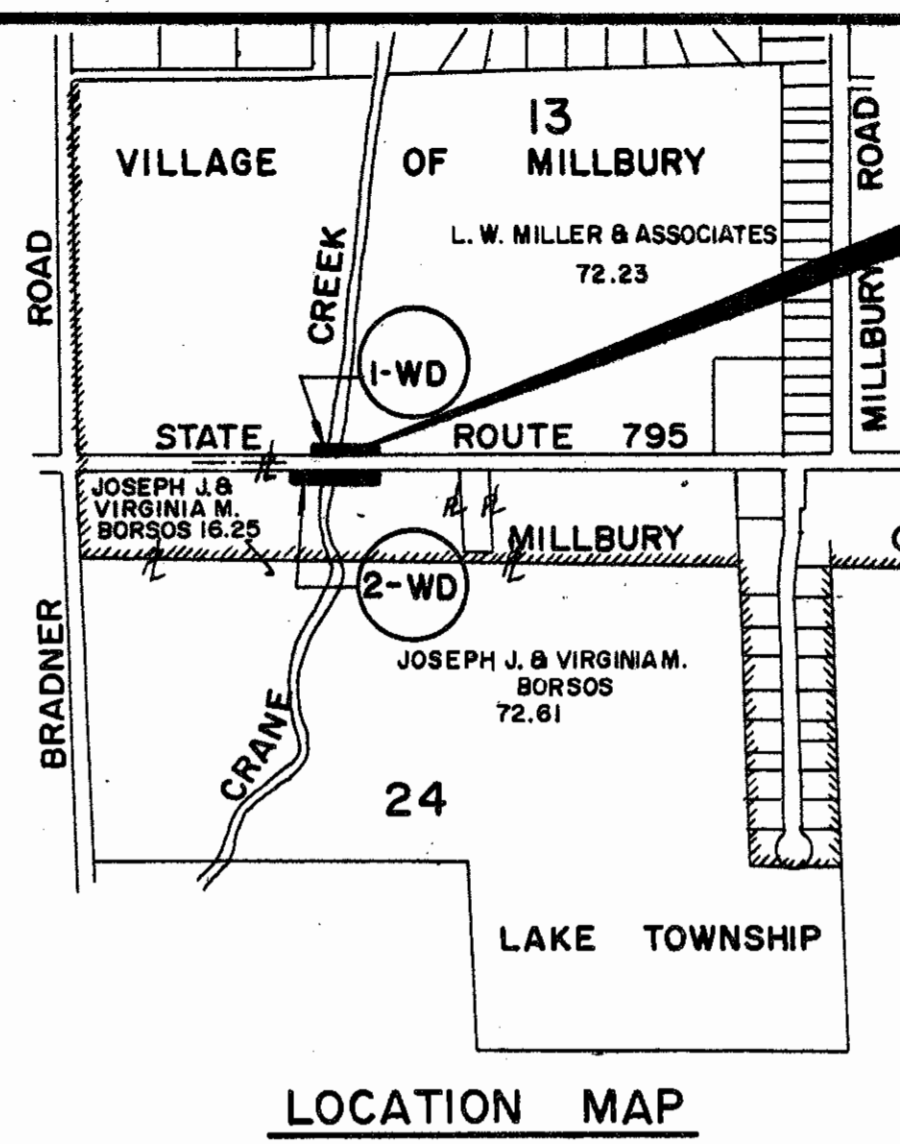 13
VILLAGE OF MILLBURY
ROAD
L. W. MILLER & ASSOCIATES
72.23
ROAD
CREEK
MILLBURY
1-WD
STATE ROUTE 795
JOSEPH J. &
VIRGINIA M.
BORSOS 16.25
MILLBURY
2-WD
BRADNER
JOSEPH J. & VIRGINIA M.
BORSOS
72.61
CRANE
24
LAKE TOWNSHIP
LOCATION MAP